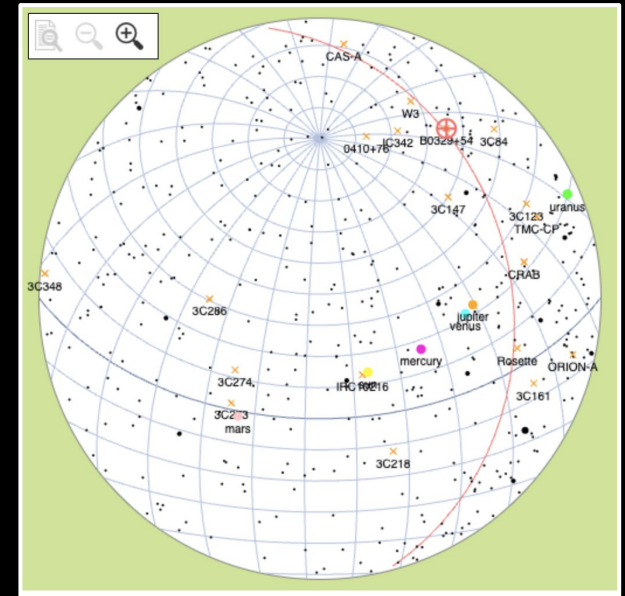 CAS-A
W3
0410+76
IC342
B0329+54
3C84
3C147
uranus
3C123
TMC-CP
CRAB
3C348
3C286
jupiter
venus
mercury
Rosette
ORION-A
3C274
IRC10216
3C161
mars
3C218